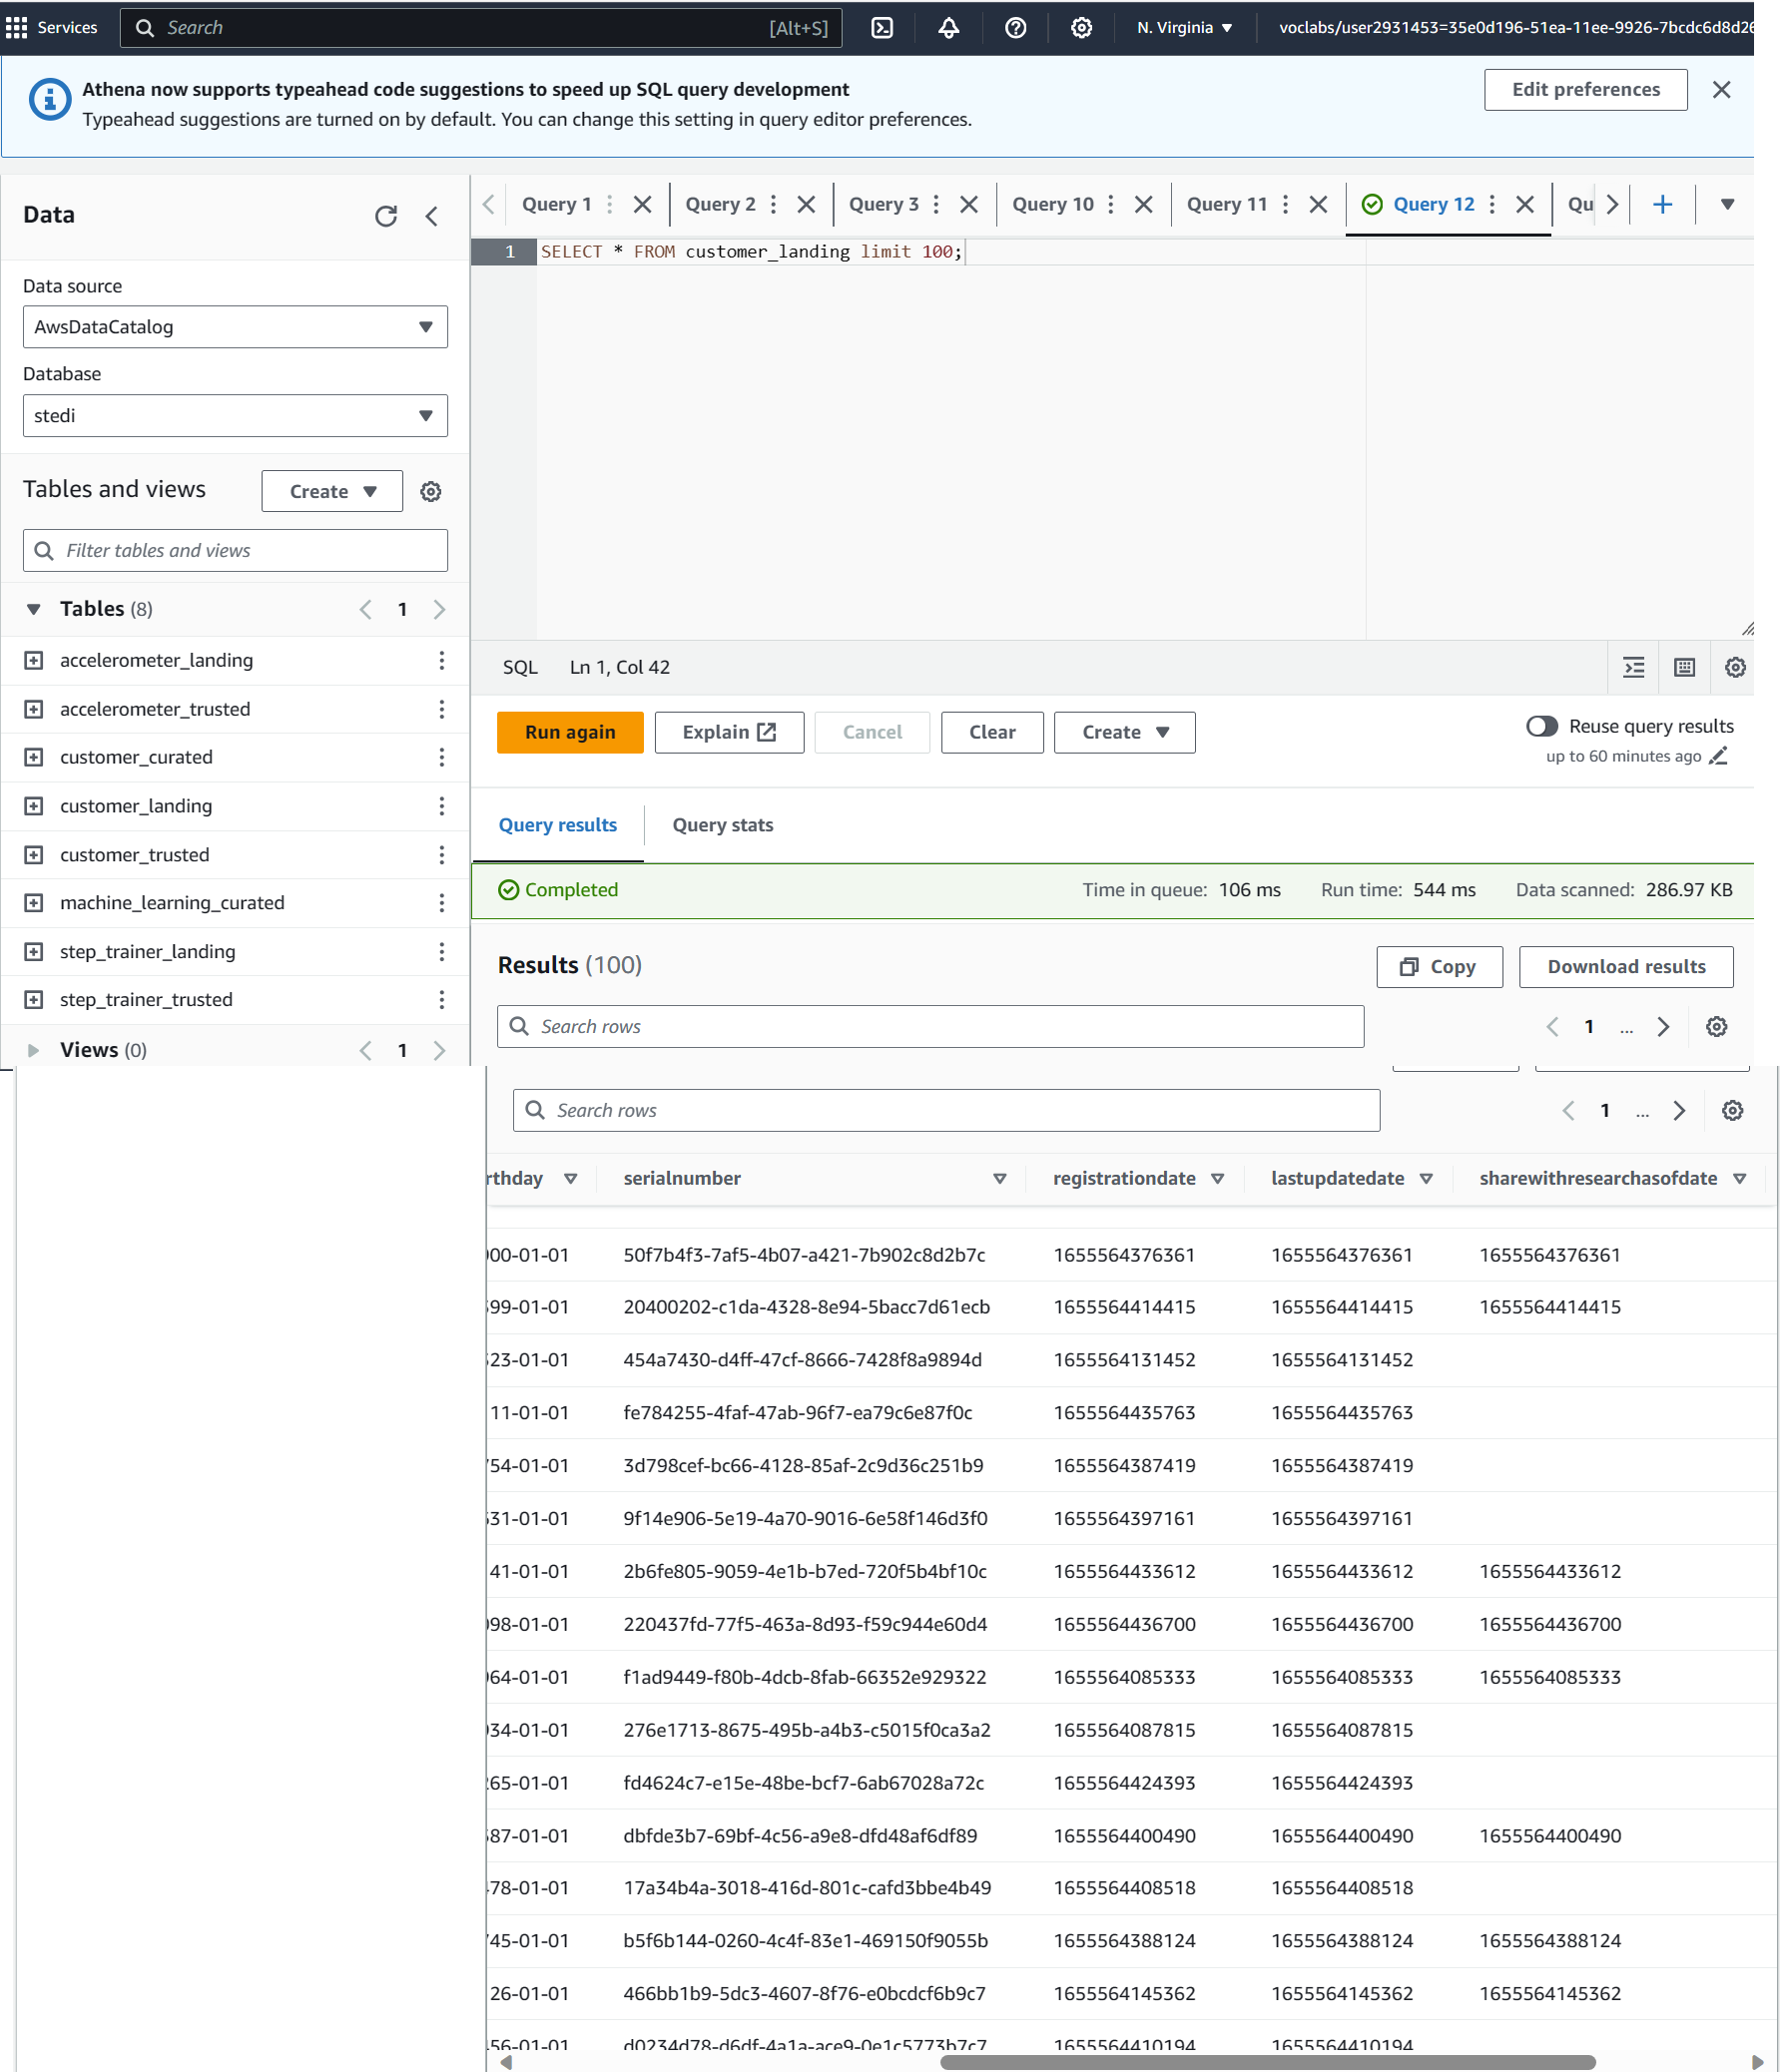 Services Search [Alt+S] N. Virginia voclabs/user2931453=35e0d196-51ea-11ee-9926-7bcdc6d8d26
Athena now supports typeahead code suggestions to speed up SQL query development
Typeahead suggestions are turned on by default. You can change this setting in query editor preferences.
Edit preferences
Data
Data source
AwsDataCatalog
Database
stedi
Tables and views Create
Filter tables and views
Tables (8) 1
accelerometer_landing
accelerometer_trusted
customer_curated
customer_landing
customer_trusted
machine_learning_curated
step_trainer_landing
step_trainer_trusted
Views (0) 1
Query 1 Query 2 Query 3 Query 10 Query 11 Query 12 Qu
1 SELECT * FROM customer_landing limit 100;
SQL Ln 1, Col 42
Run again Explain Cancel Clear Create
Reuse query results
up to 60 minutes ago
Query results Query stats
Completed Time in queue: 106 ms Run time: 544 ms Data scanned: 286.97 KB
Results (100) Copy Download results
Search rows 1 ...
Search rows 1 ...
rthday serialnumber registrationdate lastupdatedate sharewithresearchasofdate
00-01-01 50f7b4f3-7af5-4b07-a421-7b902c8d2b7c 1655564376361 1655564376361 1655564376361
99-01-01 20400202-c1da-4328-8e94-5bacc7d61ecb 1655564414415 1655564414415 1655564414415
23-01-01 454a7430-d4ff-47cf-8666-7428f8a9894d 1655564131452 1655564131452
11-01-01 fe784255-4faf-47ab-96f7-ea79c6e87f0c 1655564435763 1655564435763
54-01-01 3d798cef-bc66-4128-85af-2c9d36c251b9 1655564387419 1655564387419
31-01-01 9f14e906-5e19-4a70-9016-6e58f146d3f0 1655564397161 1655564397161
41-01-01 2b6fe805-9059-4e1b-b7ed-720f5b4bf10c 1655564433612 1655564433612 1655564433612
98-01-01 220437fd-77f5-463a-8d93-f59c944e60d4 1655564436700 1655564436700 1655564436700
64-01-01 f1ad9449-f80b-4dcb-8fab-66352e929322 1655564085333 1655564085333 1655564085333
34-01-01 276e1713-8675-495b-a4b3-c5015f0ca3a2 1655564087815 1655564087815
65-01-01 fd4624c7-e15e-48be-bcf7-6ab67028a72c 1655564424393 1655564424393
87-01-01 dbfde3b7-69bf-4c56-a9e8-dfd48af6df89 1655564400490 1655564400490 1655564400490
78-01-01 17a34b4a-3018-416d-801c-cafd3bbe4b49 1655564408518 1655564408518
45-01-01 b5f6b144-0260-4c4f-83e1-469150f9055b 1655564388124 1655564388124 1655564388124
26-01-01 466bb1b9-5dc3-4607-8f76-e0bcdcf6b9c7 1655564145362 1655564145362 1655564145362
56-01-01 d0234d78-d6df-4a1a-ace9-0e1c5773b7c7 1655564410194 1655564410194